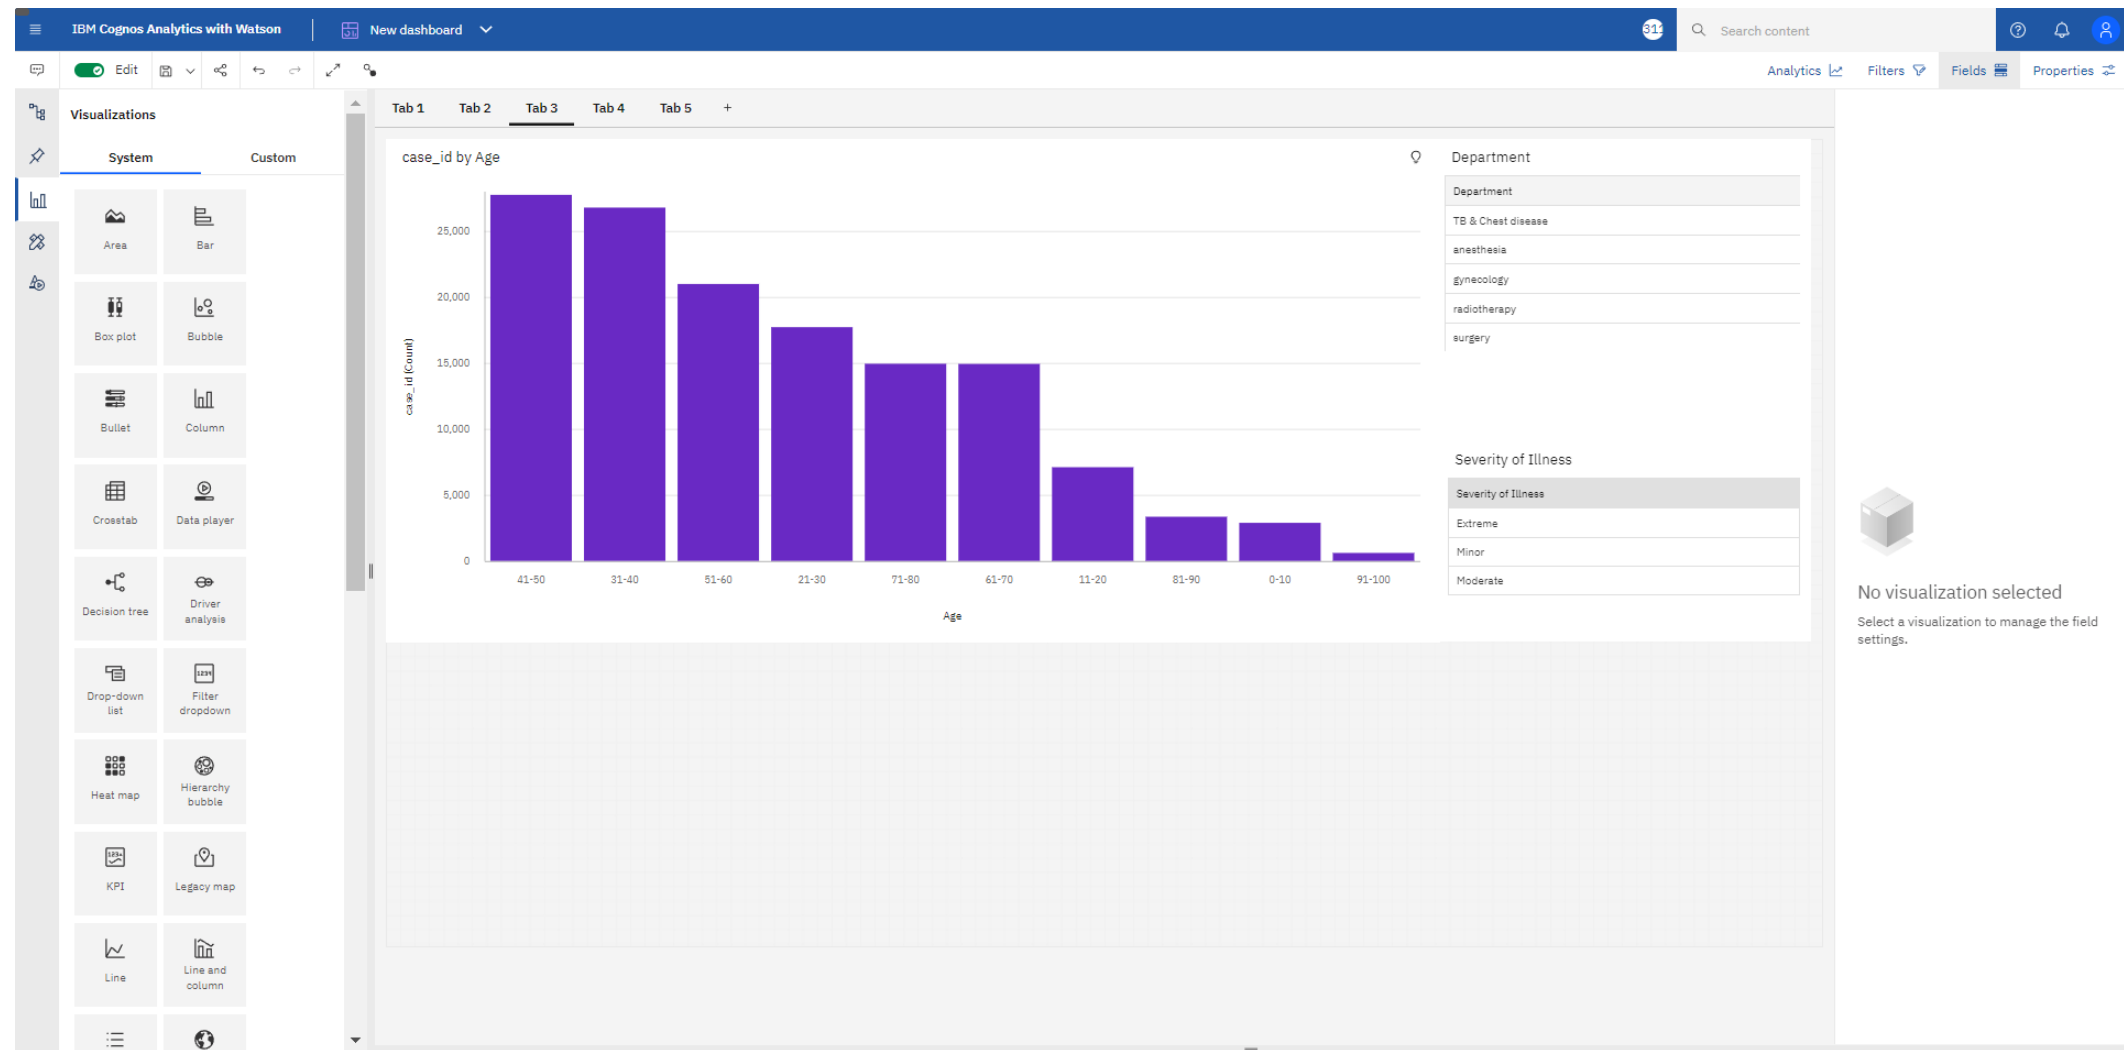 IBM Cognos Analytics with Watson
New dashboard
Search content
Edit
Analytics
Filters
Fields
Properties
Visualizations
System
Custom
Area
Bar
Box plot
Bubble
Bullet
Column
Crosstab
Data player
Decision tree
Driver
analysis
Drop-down
list
Filter
dropdown
Heat map
Hierarchy
bubble
KPI
Legacy map
Line
Line and
column
Tab 1
Tab 2
Tab 3
Tab 4
Tab 5
+
case_id by Age
case_id (Count)
25,000
20,000
15,000
10,000
5,000
0
41-50
31-40
51-60
21-30
71-80
61-70
11-20
81-90
0-10
91-100
Age
Department
Department
TB & Chest disease
anesthesia
gynecology
radiotherapy
surgery
Severity of Illness
Severity of Illness
Extreme
Minor
Moderate
No visualization selected
Select a visualization to manage the field
settings.